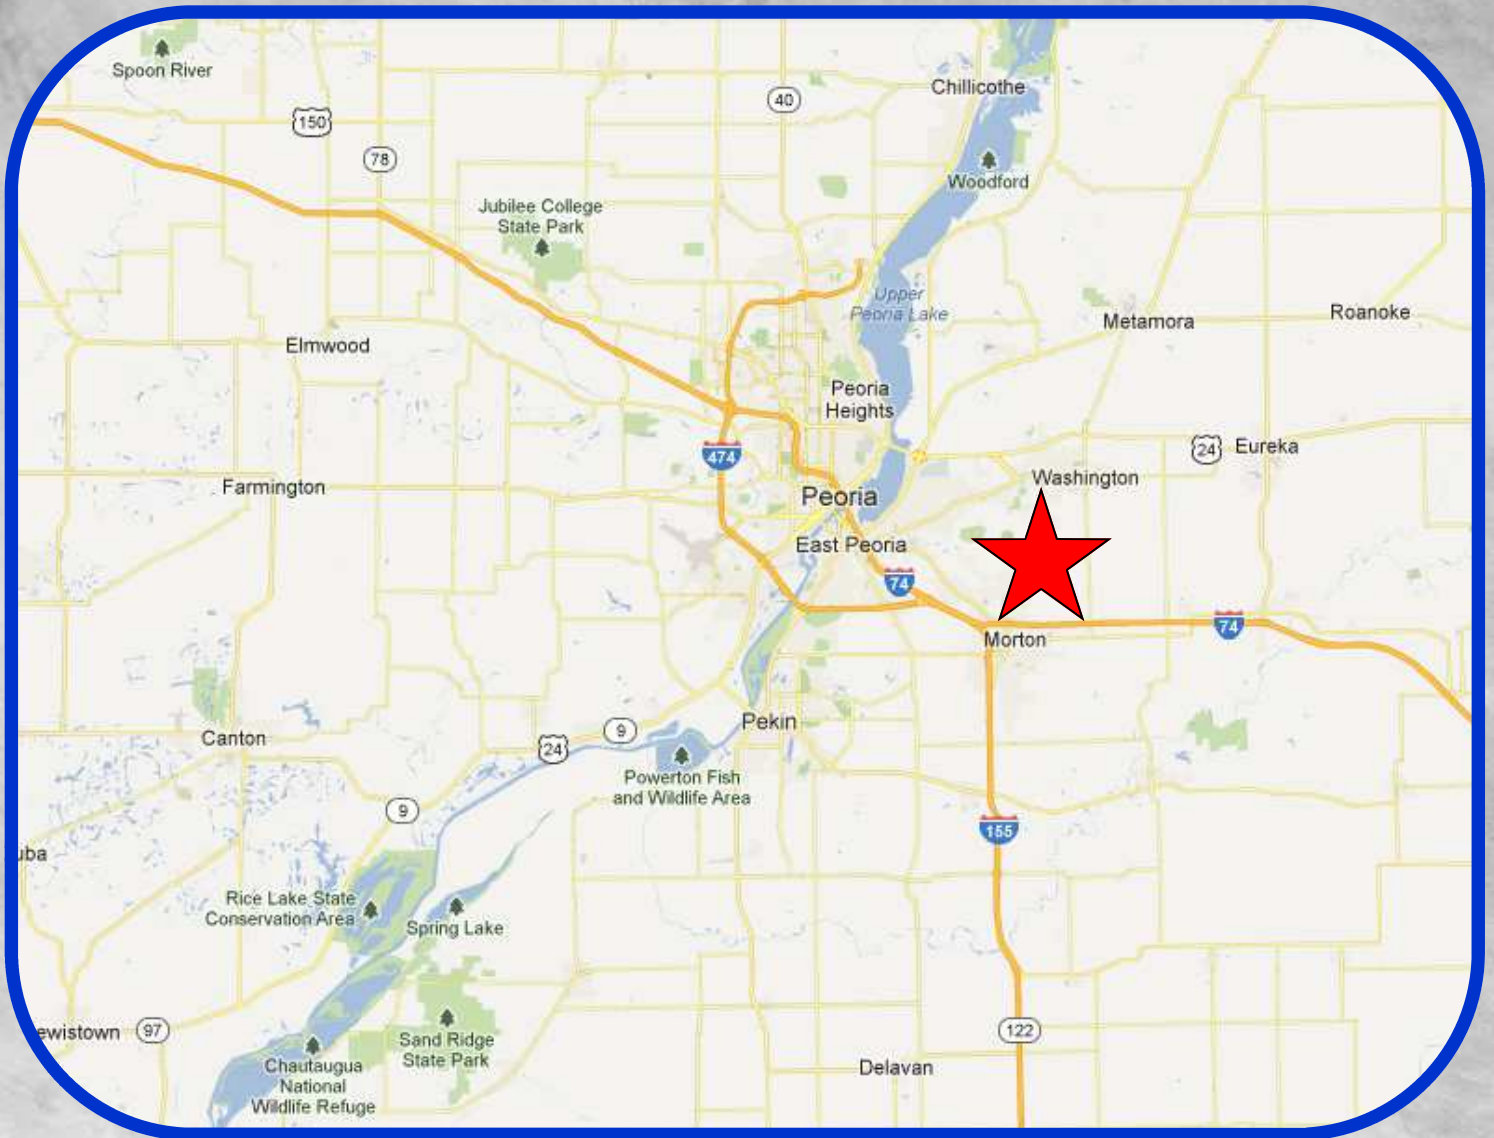 Spoon River
150
78
40
Chillicothe
Woodford
Jubilee College
State Park
Upper
Peoria Lake
Metamora
Roanoke
Elmwood
Peoria
Heights
474
24
Eureka
Washington
Farmington
Peoria
East Peoria
74
74
Morton
Canton
Pekin
9
24
Powerton Fish
and Wildlife Area
9
155
uba
Rice Lake State
Conservation Area
Spring Lake
ewistown
97
Sand Ridge
State Park
122
Chautaugua
National
Wildlife Refuge
Delavan